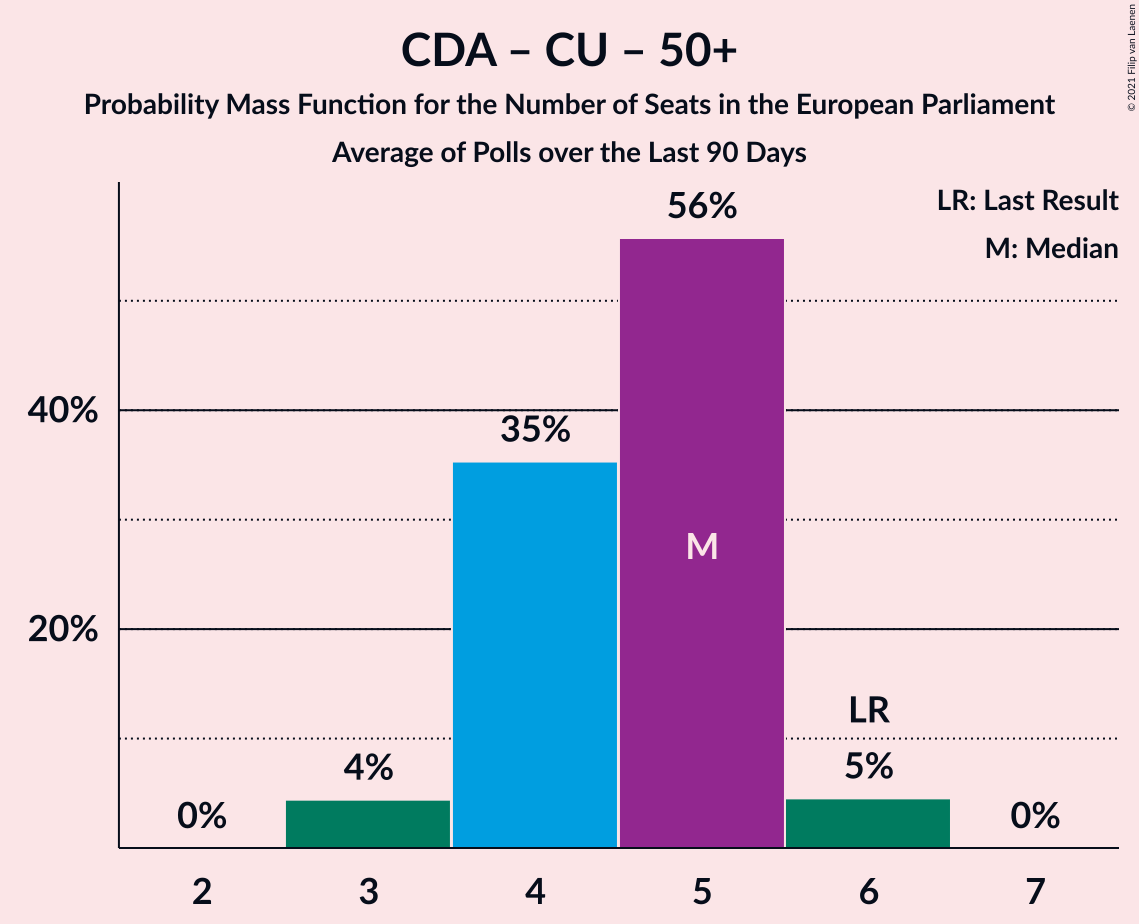 CDA – CU – 50+
Probability Mass Function for the Number of Seats in the European Parliament
Average of Polls over the Last 90 Days
© 2021 Filip van Laenen
LR: Last Result
M: Median
56%
40%
35%
M
20%
LR
4%
5%
0%
0%
2 3 4 5 6 7